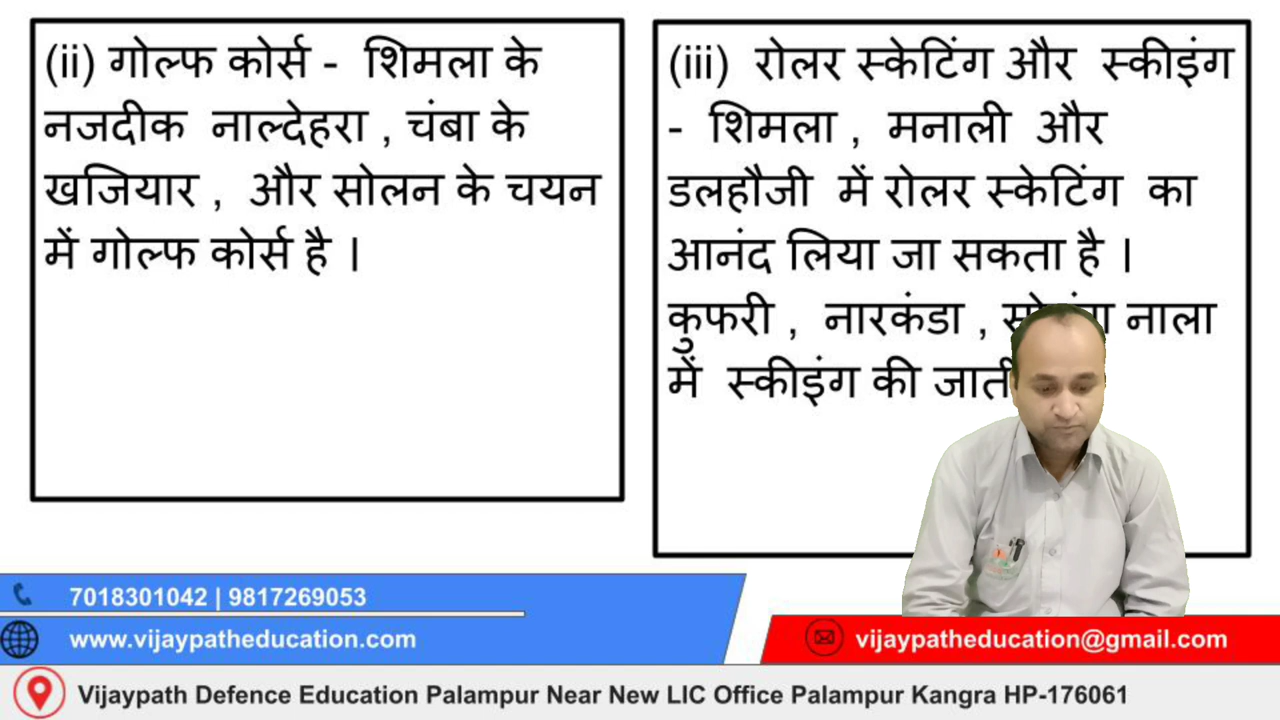 (ii) गोल्फ कोर्स - शिमला के
नजदीक नाल्देहरा , चंबा के
खजियार , और सोलन के चयन
में गोल्फ कोर्स है ।
(iii) रोलर स्केटिंग और स्कीइंग
- शिमला , मनाली और
डलहौजी में रोलर स्केटिंग का
आनंद लिया जा सकता है ।
कुफरी , नारकंडा , नाला
में स्कीइंग की जाती
7018301042 | 9817269053
www.vijaypatheducation.com
vijaypatheducation@gmail.com
Vijaypath Defence Education Palampur Near New LIC Office Palampur Kangra HP-176061